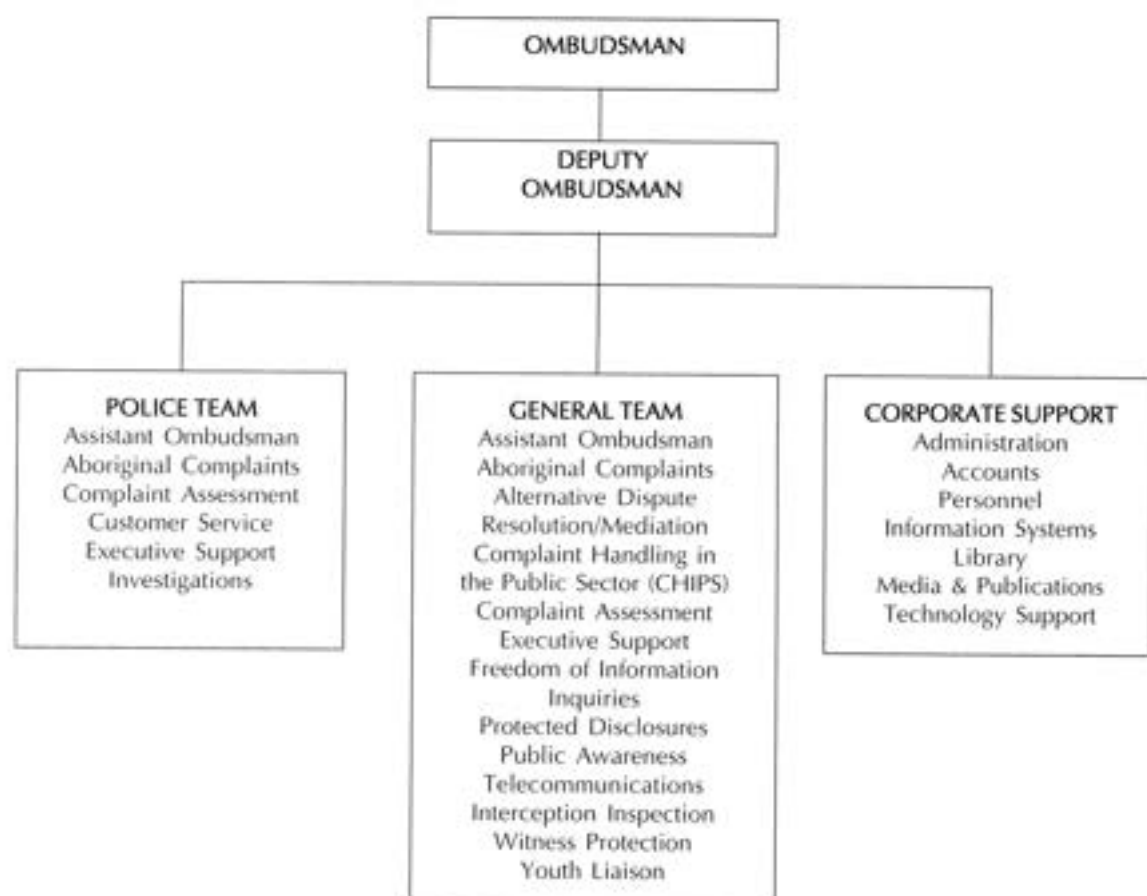 OMBUDSMAN
DEPUTY
OMBUDSMAN
POLICE TEAM
Assistant Ombudsman
Aboriginal Complaints
Complaint Assessment
Customer Service
Executive Support
Investigations
GENERAL TEAM
Assistant Ombudsman
Aboriginal Complaints
Alternative Dispute
Resolution/Mediation
Complaint Handling in
the Public Sector (CHIPS)
Complaint Assessment
Executive Support
Freedom of Information
Inquiries
Protected Disclosures
Public Awareness
Telecommunications
Interception Inspection
Witness Protection
Youth Liaison
CORPORATE SUPPORT
Administration
Accounts
Personnel
Information Systems
Library
Media & Publications
Technology Support